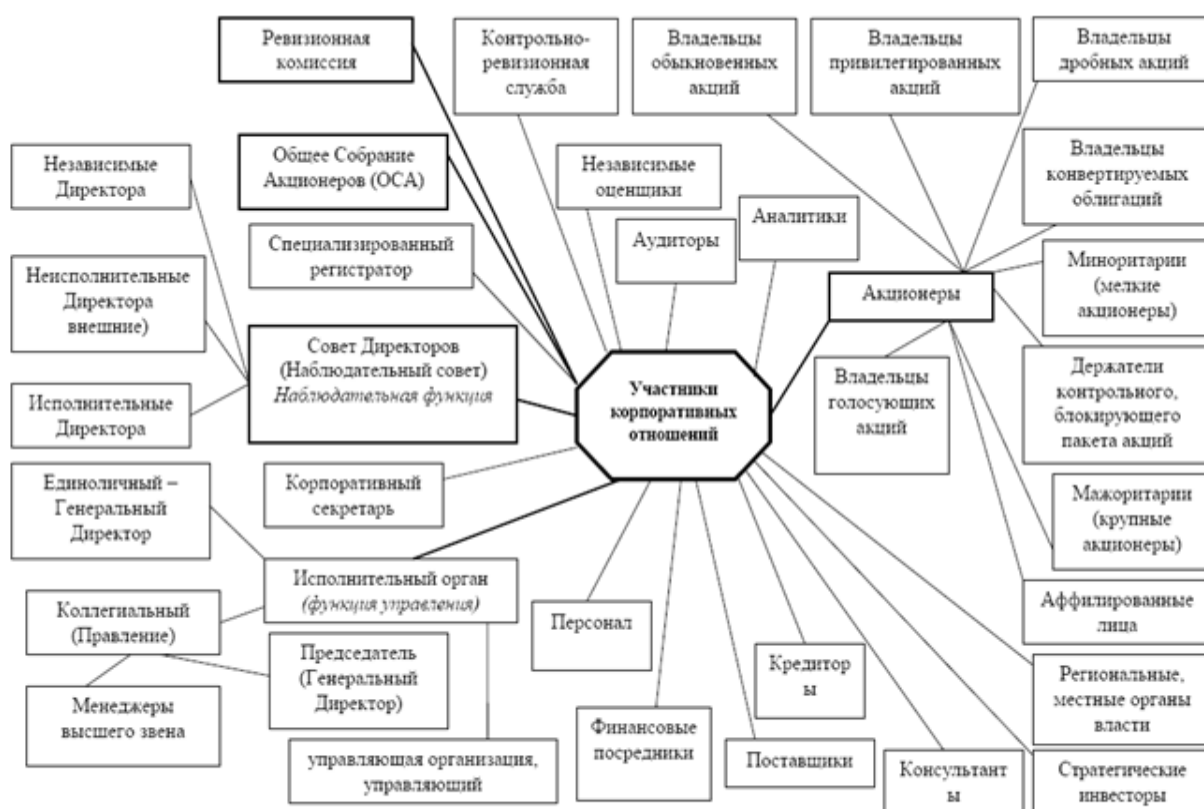 Ревизионная
комиссия
Контрольно-
ревизионная
служба
Владельцы
обыкновенных
акций
Владельцы
привилегированных
акций
Владельцы
дробных акций
Независимые
Директора
Общее Собрание
Акционеров (ОСА)
Независимые
оценщики
Аналитики
Владельцы
конвертируемых
облигаций
Специализированный
регистратор
Аудиторы
Неисполнительные
Директора
внешние)
Акционеры
Миноритарии
(мелкие
акционеры)
Совет Директоров
(Наблюдательный совет)
Наблюдательная функция
Участники
корпоративных
отношений
Владельцы
голосующих
акций
Держатели
контрольного,
блокирующего
пакета акций
Исполнительные
Директора
Корпоративный
секретарь
Единоличный –
Генеральный
Директор
Мажоритарии
(крупные
акционеры)
Исполнительный орган
(функция управления)
Коллегиальный
(Правление)
Персонал
Аффилированные
лица
Председатель
(Генеральный
Директор)
Кредитор
ы
Региональные,
местные органы
власти
Менеджеры
высшего звена
Финансовые
посредники
управляющая организация,
управляющий
Поставщики
Консультант
ы
Стратегические
инвесторы